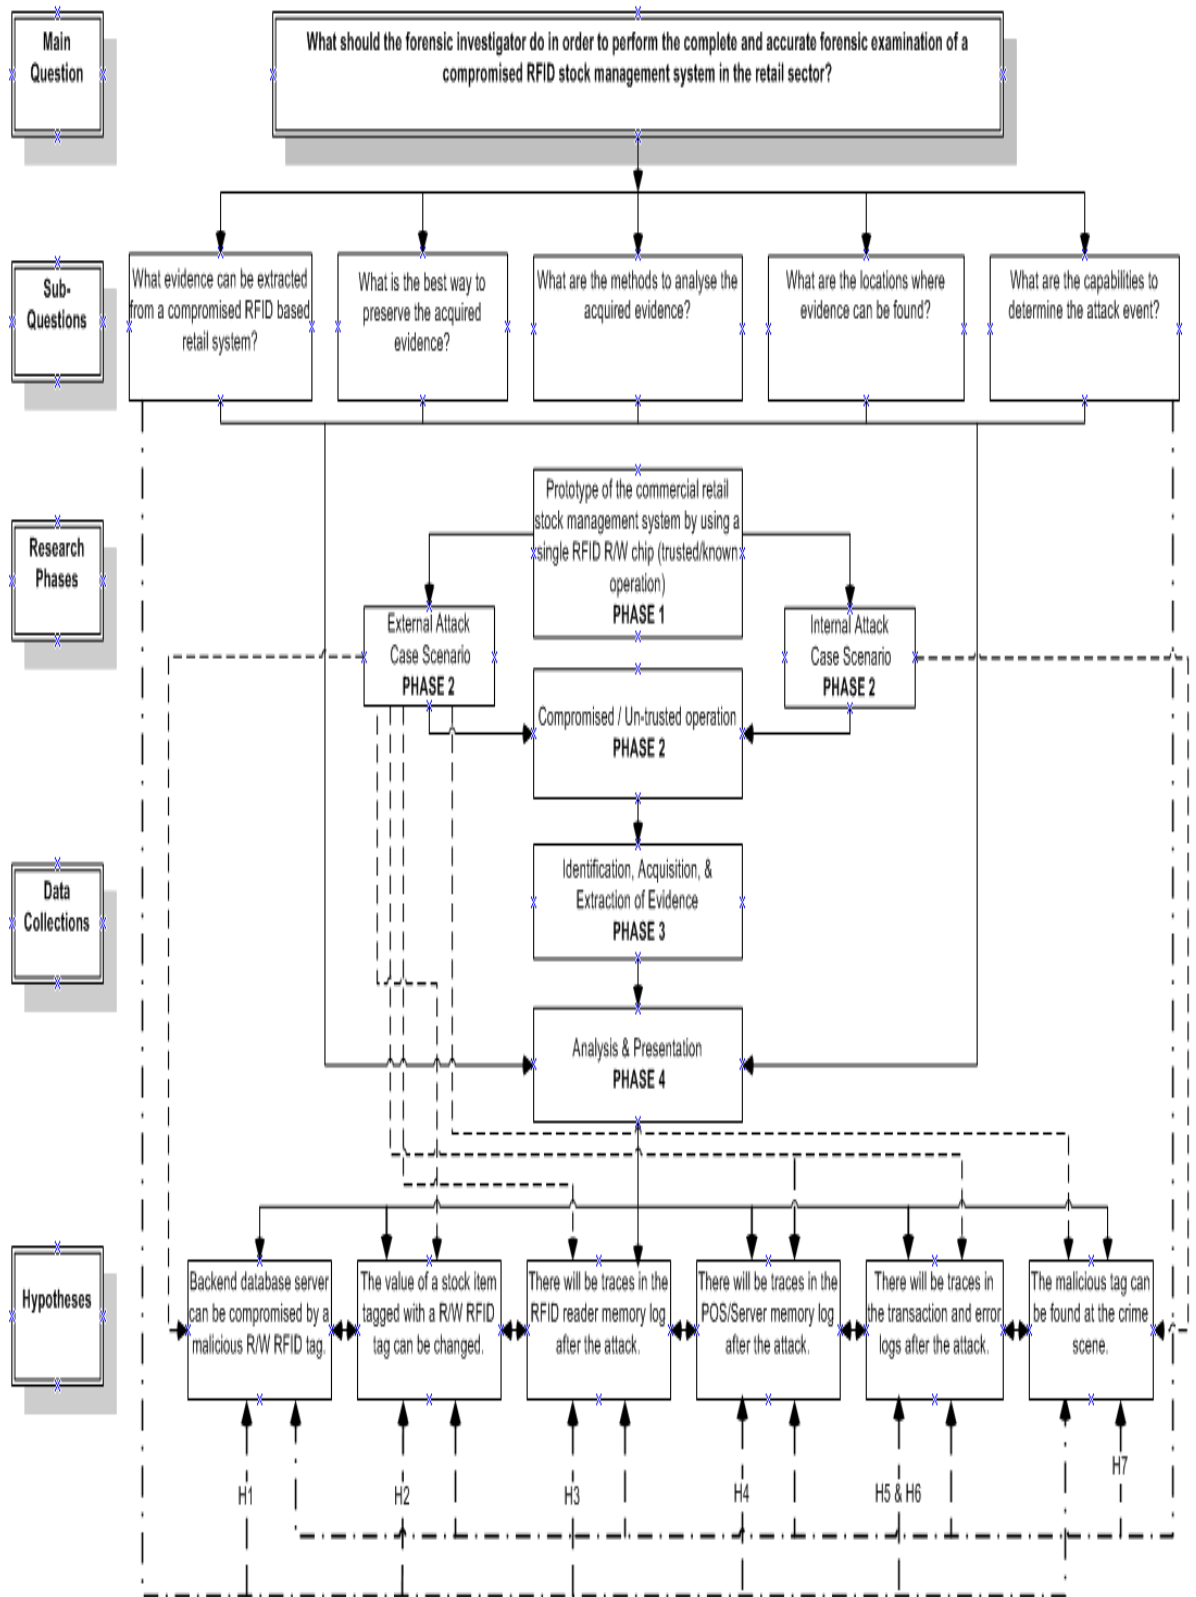 Main
Question
What should the forensic investigator do in order to perform the complete and accurate forensic examination of a
compromised RFID stock management system in the retail sector?
Sub-
Questions
What evidence can be extracted
from a compromised RFID based
retail system?
What is the best way to
preserve the acquired
evidence?
What are the methods to analyse the
acquired evidence?
What are the locations where
evidence can be found?
What are the capabilities to
determine the attack event?
Research
Phases
Prototype of the commercial retail
stock management system by using a
single RFID R/W chip (trusted/known
operation)
PHASE 1
External Attack
Case Scenario
PHASE 2
Internal Attack
Case Scenario
PHASE 2
Compromised / Un-trusted operation
PHASE 2
Data
Collections
Identification, Acquisition, &
Extraction of Evidence
PHASE 3
Analysis & Presentation
PHASE 4
Hypotheses
Backend database server
can be compromised by a
malicious R/W RFID tag.
The value of a stock item
tagged with a R/W RFID
tag can be changed.
There will be traces in the
RFID reader memory log
after the attack.
There will be traces in the
POS/Server memory log
after the attack.
There will be traces in
the transaction and error
logs after the attack.
The malicious tag can
be found at the crime
scene.
H1
H2
H3
H4
H5 & H6
H7